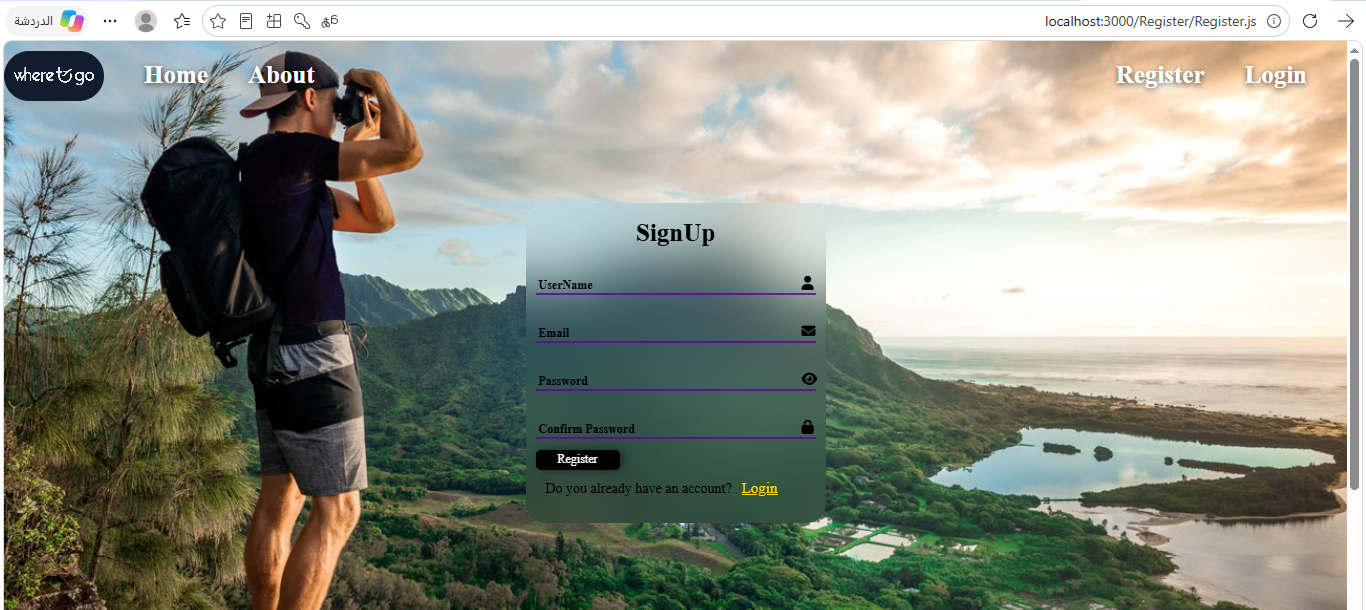 الدردشة
localhost:3000/Register/Register.js
where to go
Home
About
Register
Login
SignUp
UserName
Email
Password
Confirm Password
Register
Do you already have an account? Login